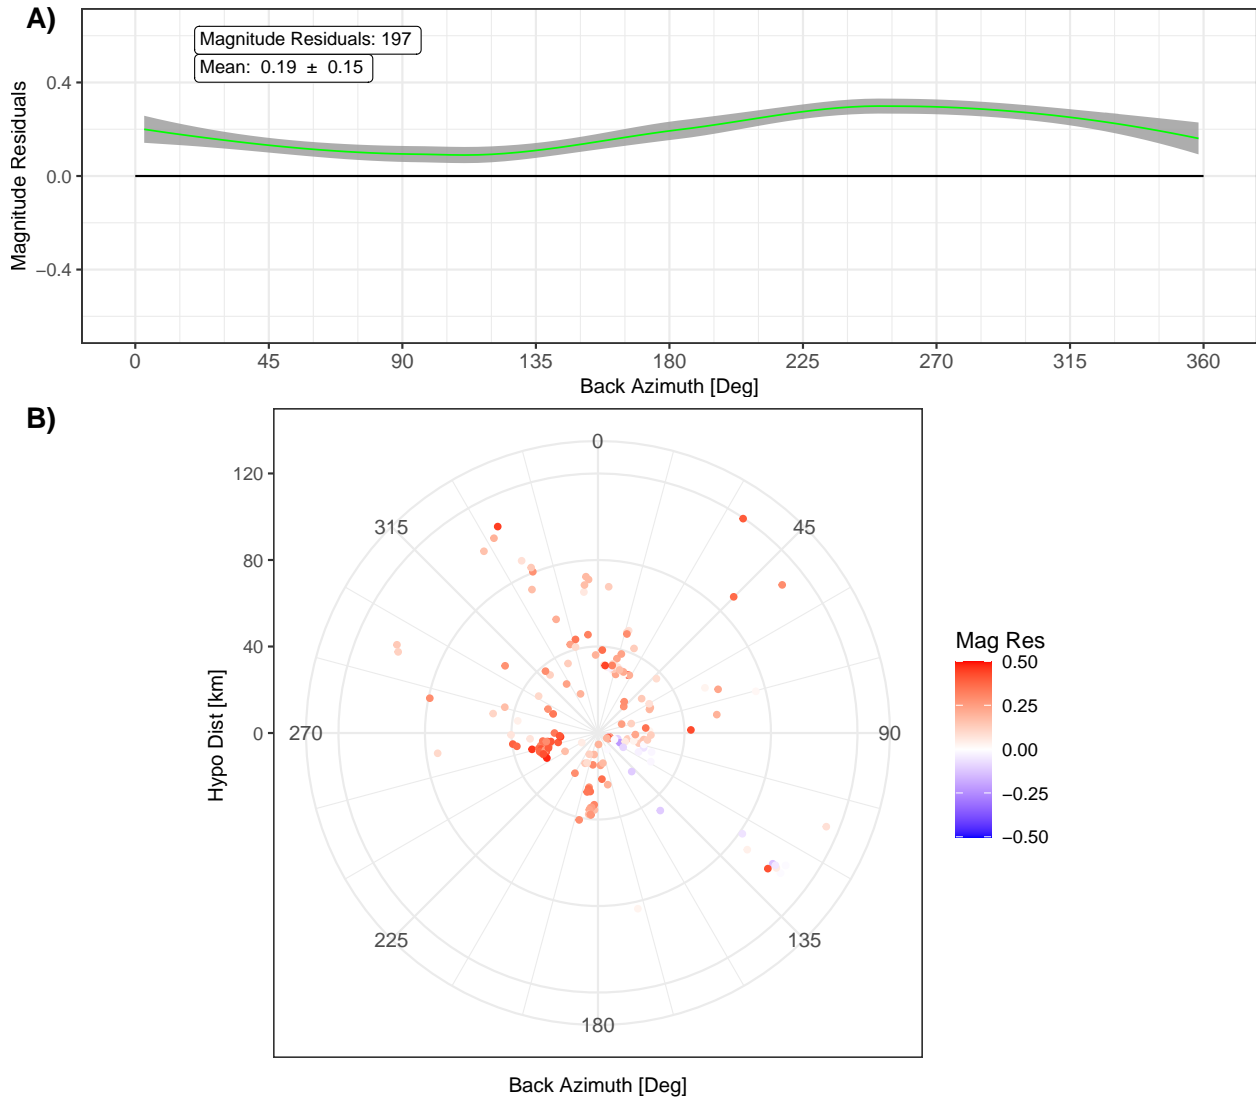 A)
Magnitude Residuals: 197
Mean:  0.19  ±  0.15
Magnitude Residuals
0.4
0.0
−0.4
0 45 90 135 180 225 270 315 360
Back Azimuth [Deg]
B)
Hypo Dist [km]
120
80
40
0
0
45
90
135
180
225
270
315
Back Azimuth [Deg]
Mag Res
0.50
0.25
0.00
−0.25
−0.50